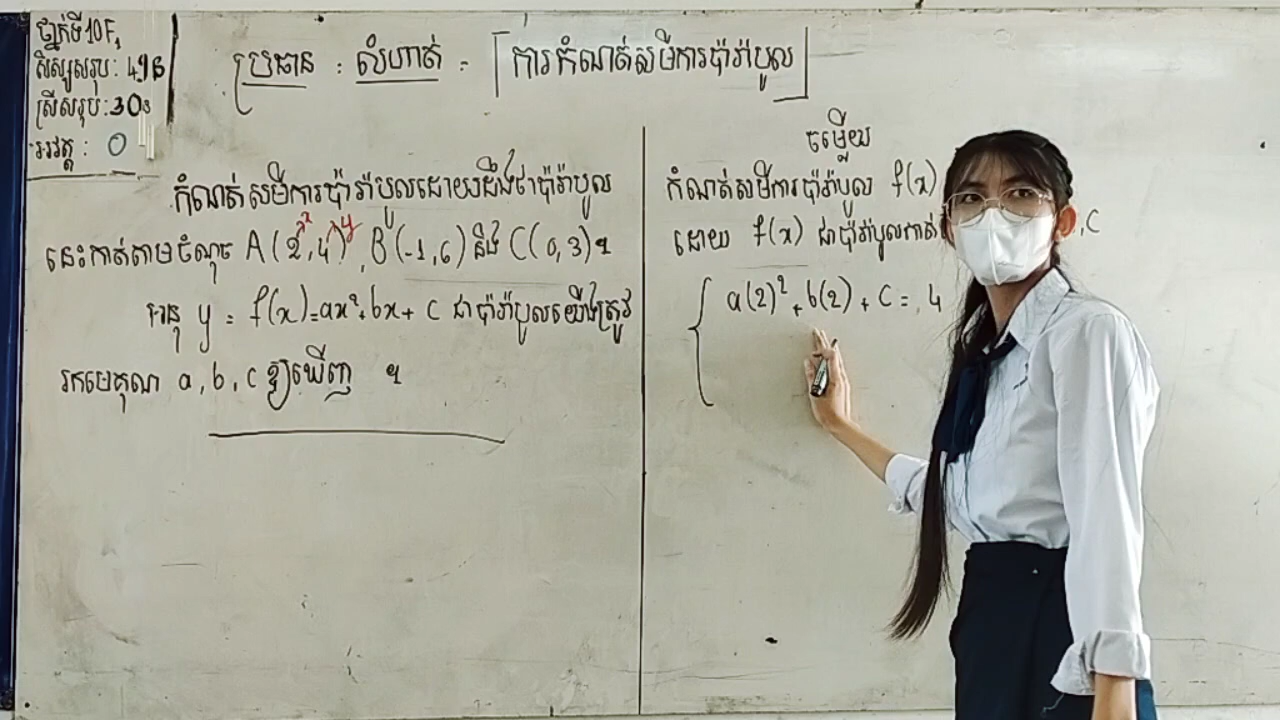 ថ្នាក់ទី10F,
សិស្សសរុប: 49នាក់
ស្រីសរុប: 30នាក់
អវត្ត: 0
ប្រធាន : លំហាត់ - [ការកំណត់សមីការប៉ារ៉ាបូល]
កំណត់សមីការប៉ារ៉ាបូលដោយដឹងថាប៉ារ៉ាបូល
នេះកាត់តាមចំណុច A(2,4), B(-1,6) និង C(0,3)។
x y
អនុ y = f(x)=ax²+bx+c ជាប៉ារ៉ាបូលយើងត្រូវ
រកមេគុណ a, b, c ឱ្យឃើញ ។
ចម្លើយ
កំណត់សមីការប៉ារ៉ាបូល f(x)
ដោយ f(x) ជាប៉ារ៉ាបូលកាត់ , C
a(2)²+b(2)+c = 4